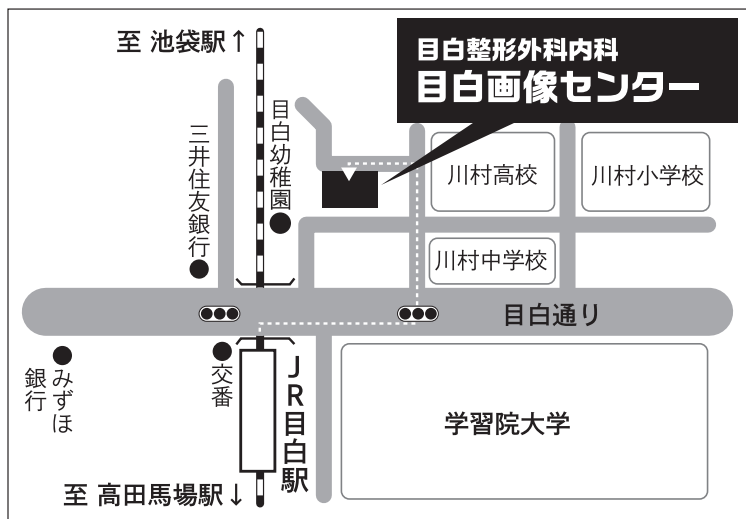 至 池袋駅↑
目白整形外科内科
目白画像センター
目白幼稚園
三井住友銀行
川村高校
川村小学校
川村中学校
目白通り
みずほ
銀行
交番
JR目白駅
学習院大学
至 高田馬場駅↓